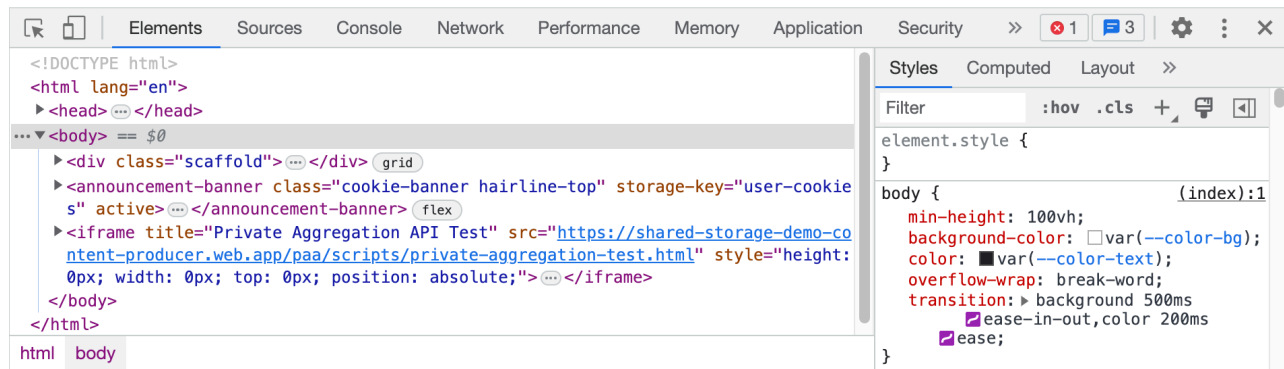 Elements Sources Console Network Performance Memory Application Security » 1 3
<!DOCTYPE html>
<html lang="en">
<head> ••• </head>
••• <body> == $0
<div class="scaffold"> ••• </div> grid
<announcement-banner class="cookie-banner hairline-top" storage-key="user-cookie
s" active> ••• </announcement-banner> flex
<iframe title="Private Aggregation API Test" src="https://shared-storage-demo-co
ntent-producer.web.app/paa/scripts/private-aggregation-test.html" style="height:
0px; width: 0px; top: 0px; position: absolute;"> ••• </iframe>
</body>
</html>
html body
Styles Computed Layout »
Filter :hov .cls +
element.style {
}
body { (index):1
min-height: 100vh;
background-color: var(--color-bg);
color: var(--color-text);
overflow-wrap: break-word;
transition: background 500ms
ease-in-out,color 200ms
ease;
}